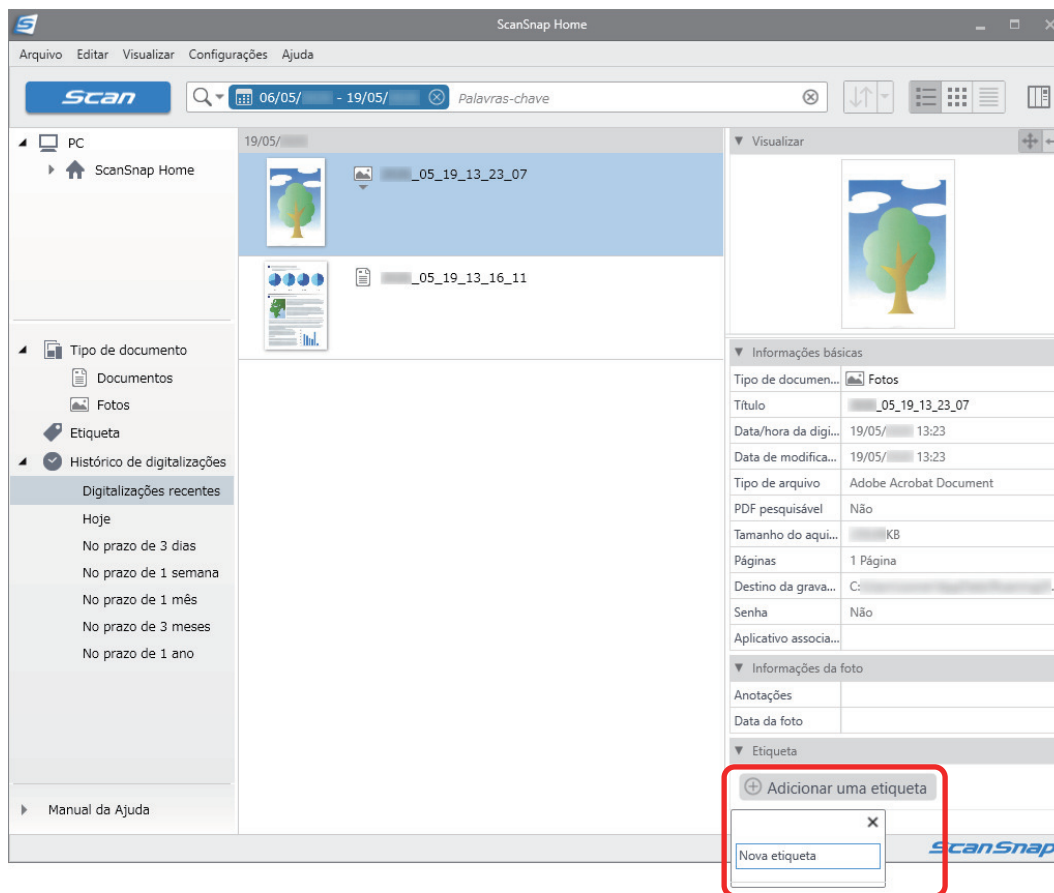 ScanSnap Home
Arquivo Editar Visualizar Configurações Ajuda
Scan
06/05/ - 19/05/ Palavras-chave
PC
ScanSnap Home
Tipo de documento
Documentos
Fotos
Etiqueta
Histórico de digitalizações
Digitalizações recentes
Hoje
No prazo de 3 dias
No prazo de 1 semana
No prazo de 1 mês
No prazo de 3 meses
No prazo de 1 ano
Manual da Ajuda
19/05/
_05_19_13_23_07
_05_19_13_16_11
Visualizar
Informações básicas
Tipo de documen... Fotos
Título _05_19_13_23_07
Data/hora da digi... 19/05/ 13:23
Data de modifica... 19/05/ 13:23
Tipo de arquivo Adobe Acrobat Document
PDF pesquisável Não
Tamanho do aqui... KB
Páginas 1 Página
Destino da grava... C:
Senha Não
Aplicativo associa...
Informações da foto
Anotações
Data da foto
Etiqueta
Adicionar uma etiqueta
Nova etiqueta
ScanSnap